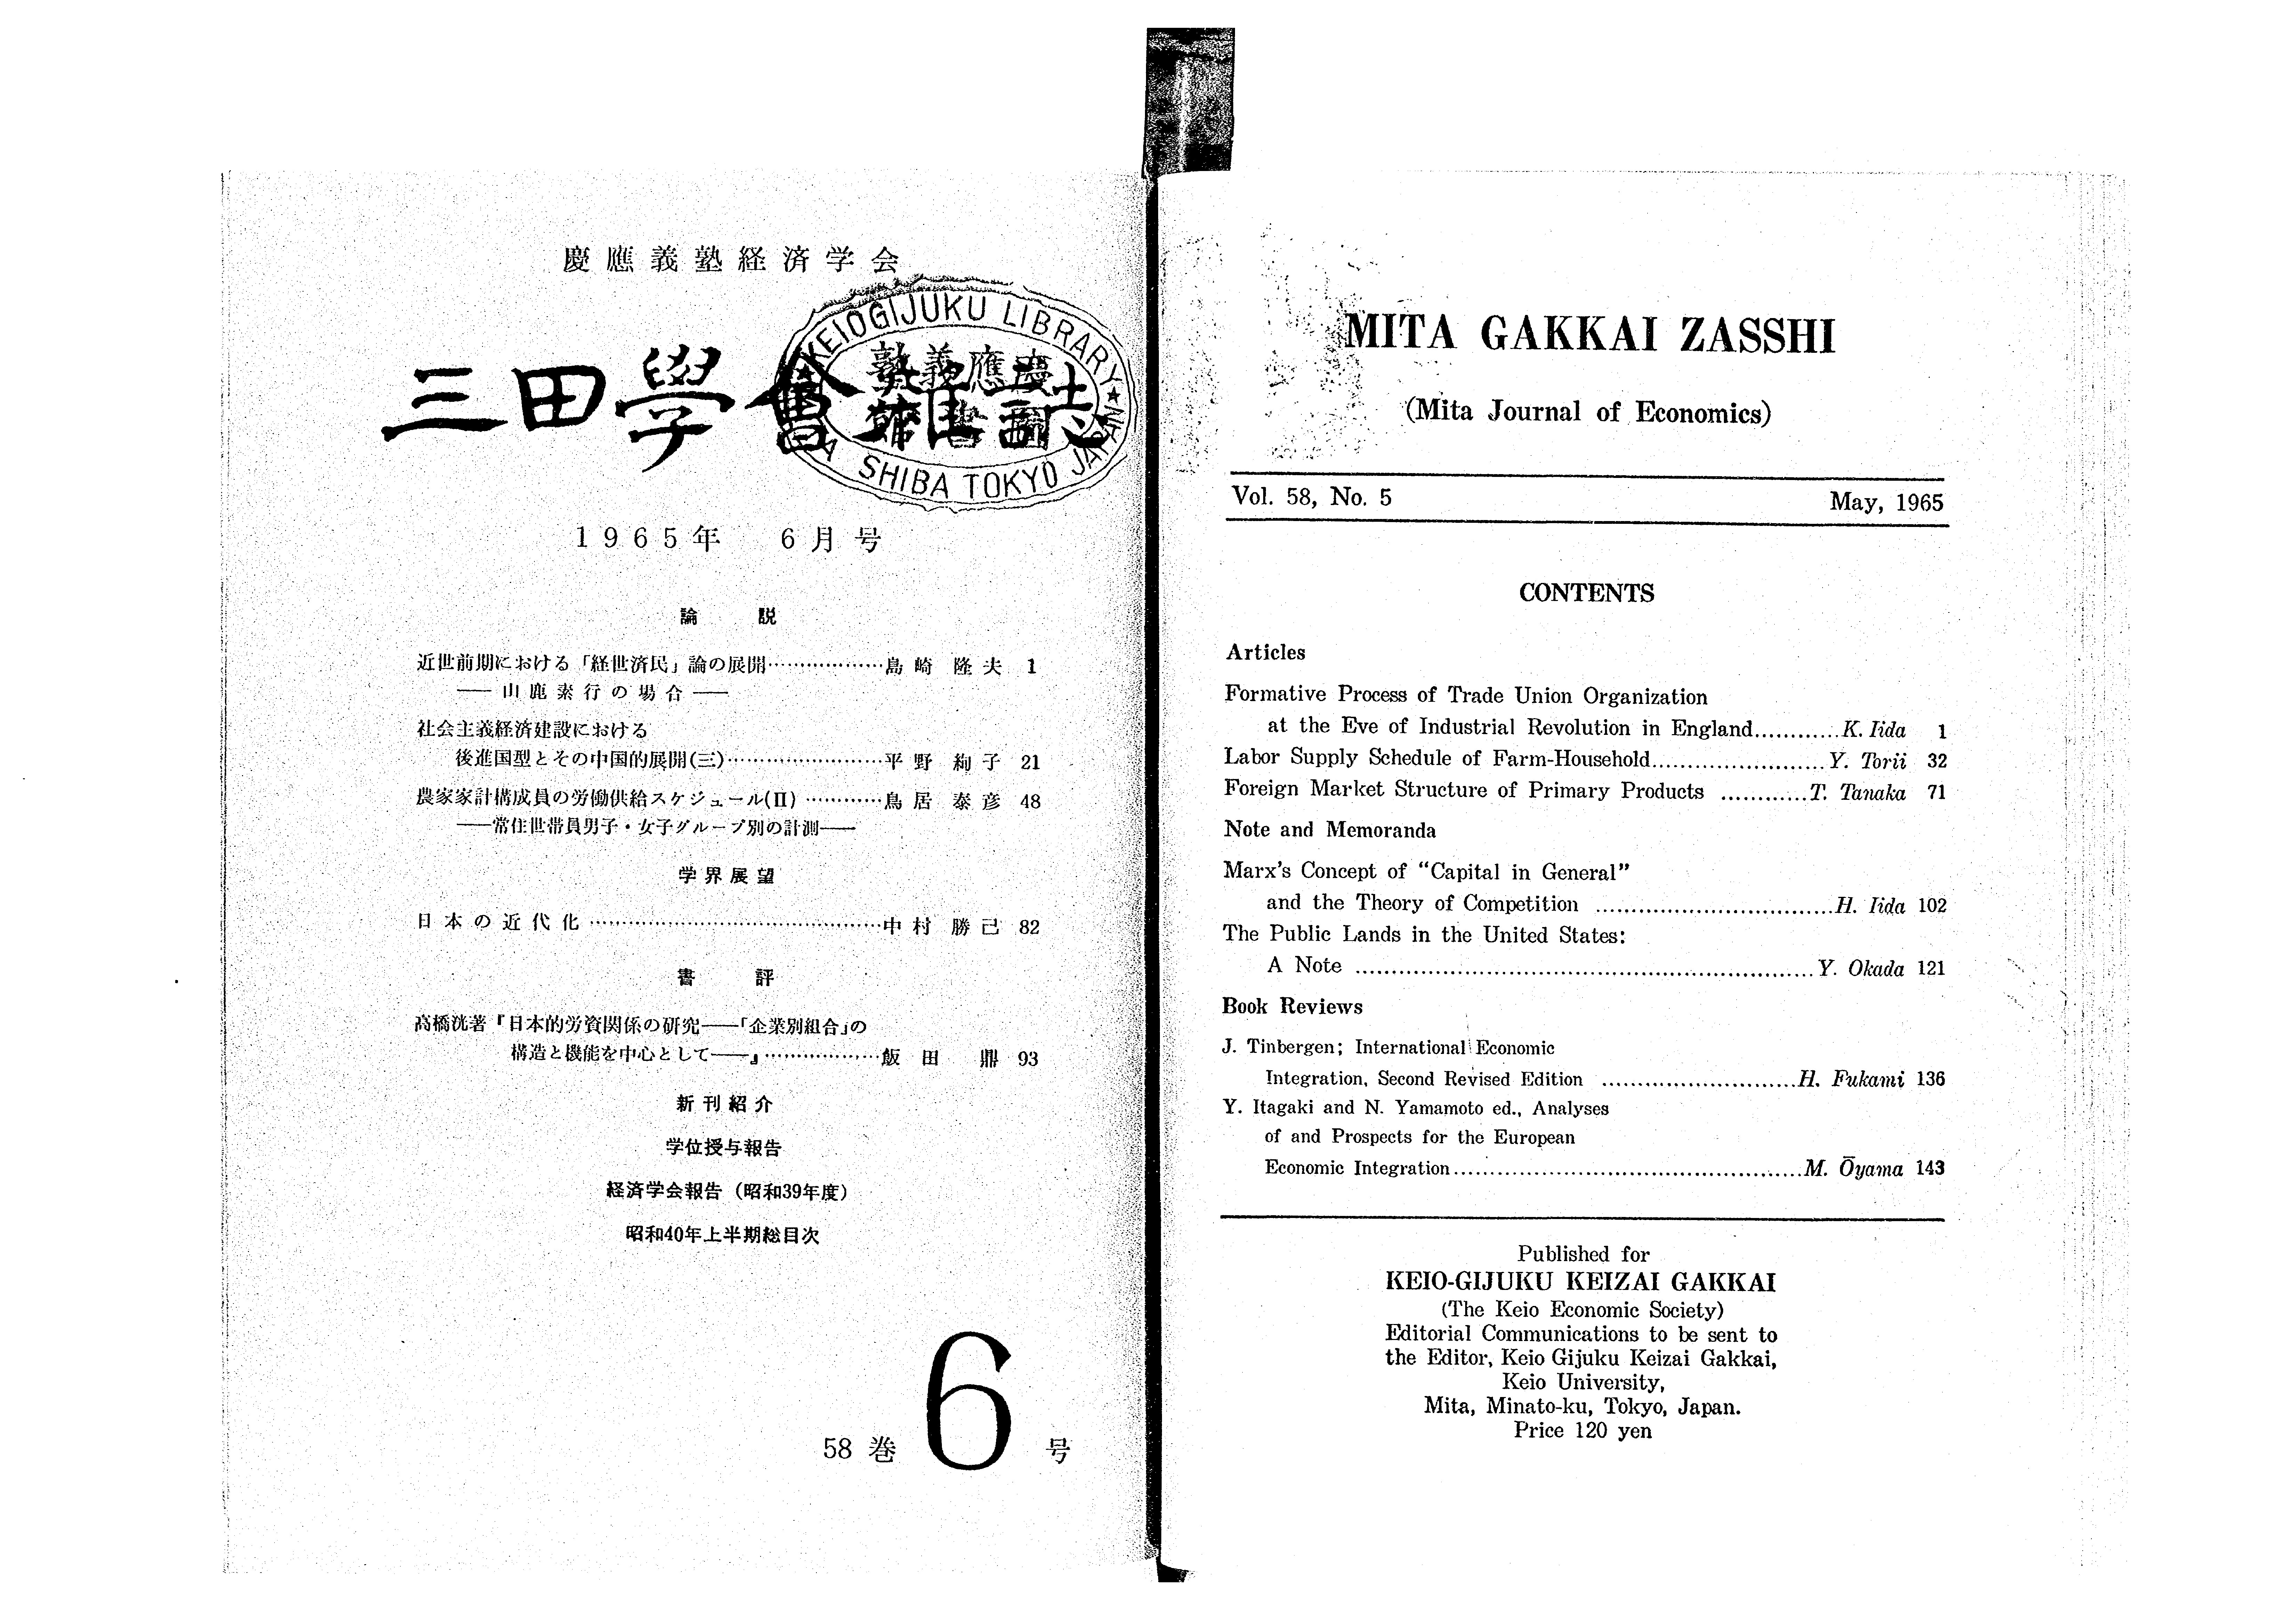 慶應義塾経済学会
三田學會雑誌
KEIOGIJUKU LIBRARY
慶應義塾
圖書館
SHIBA TOKYO JAPAN
1965年 6月号
論 説
近世前期における「経世済民」論の展開………………島崎 隆夫 1
—— 山鹿素行の場合 ——
社会主義経済建設における
後進国型とその中国的展開(三)……………………平野 絢子 21
農家家計構成員の労働供給スケジュール(II) …………鳥居 泰彦 48
——常住世帯員男子・女子グループ別の計測——
学界展望
日本の近代化………………………………………中村 勝己 82
書 評
高橋洸著『日本的労資関係の研究——「企業別組合」の
構造と機能を中心として——』………………飯田 鼎 93
新刊紹介
学位授与報告
経済学会報告(昭和39年度)
昭和40年上半期総目次
58巻 6 号
MITA GAKKAI ZASSHI
(Mita Journal of Economics)
Vol. 58, No. 5 May, 1965
CONTENTS
Articles
Formative Process of Trade Union Organization
at the Eve of Industrial Revolution in England............K. Iida 1
Labor Supply Schedule of Farm-Household........................Y. Torii 32
Foreign Market Structure of Primary Products ............T. Tanaka 71
Note and Memoranda
Marx's Concept of “Capital in General”
and the Theory of Competition .................................H. Iida 102
The Public Lands in the United States:
A Note ................................................................Y. Okada 121
Book Reviews
J. Tinbergen; International Economic
Integration, Second Revised Edition ...........................H. Fukami 136
Y. Itagaki and N. Yamamoto ed., Analyses
of and Prospects for the European
Economic Integration.................................................M. Ōyama 143
Published for
KEIO-GIJUKU KEIZAI GAKKAI
(The Keio Economic Society)
Editorial Communications to be sent to
the Editor, Keio Gijuku Keizai Gakkai,
Keio University,
Mita, Minato-ku, Tokyo, Japan.
Price 120 yen